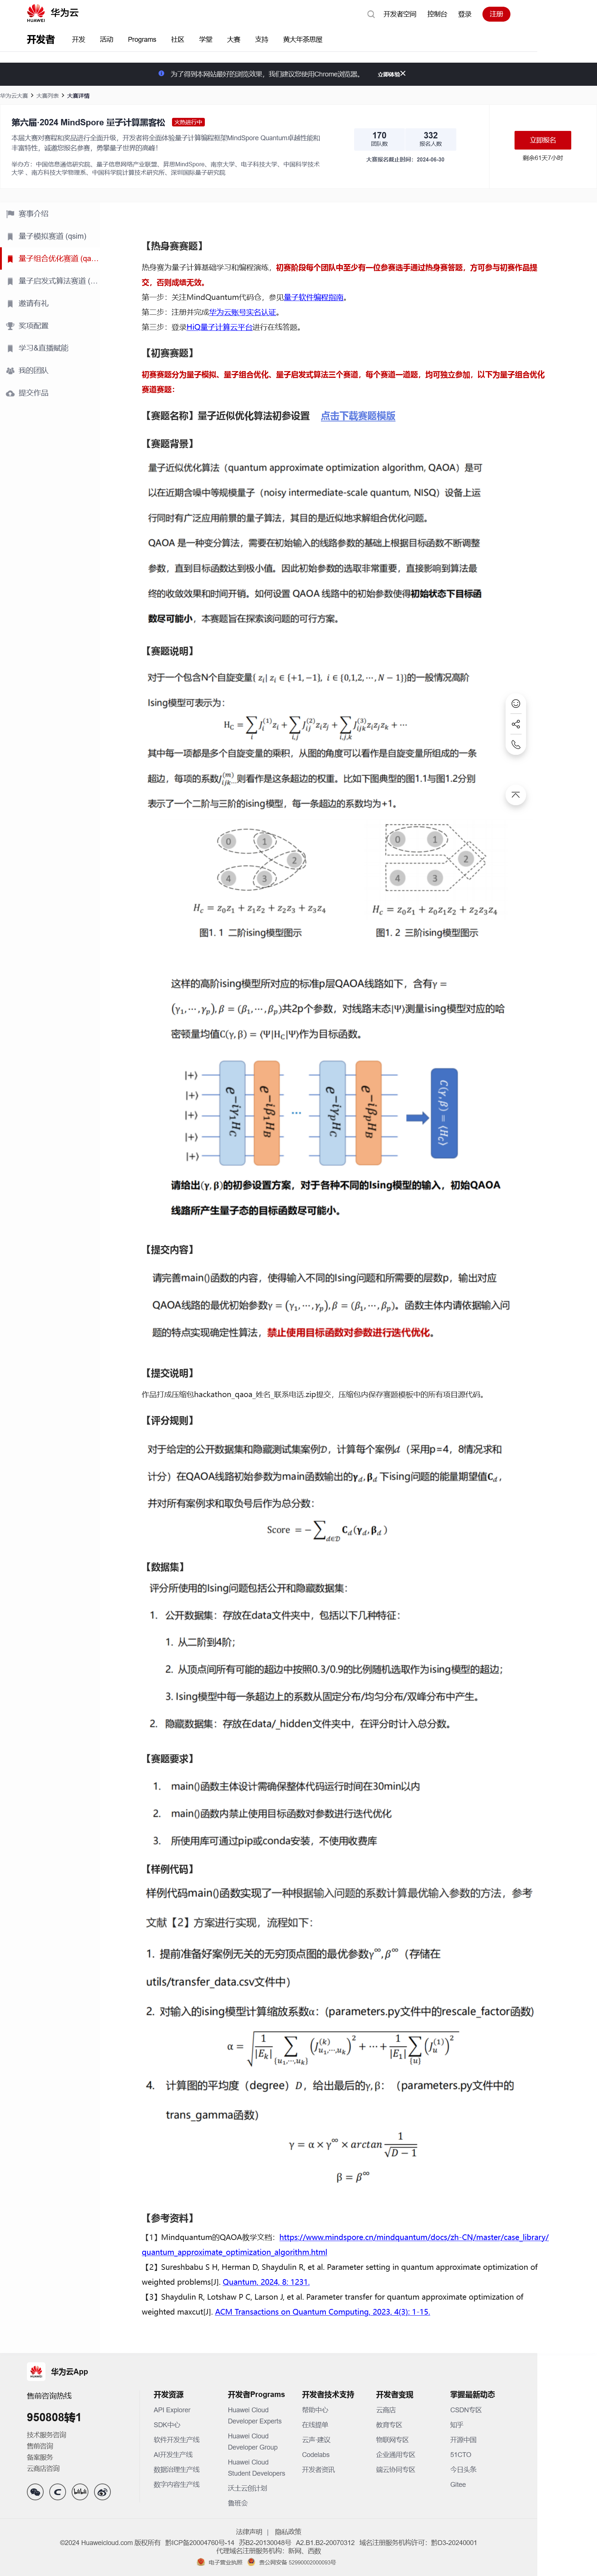 华为云
开发者空间 控制台 登录 注册
开发者 开发 活动 Programs 社区 学堂 大赛 支持 黄大年茶思屋
为了得到本网站最好的浏览效果，我们建议您使用Chrome浏览器。 立即体验
华为云大赛 > 大赛列表 > 大赛详情
第六届·2024 MindSpore 量子计算黑客松 火热进行中
本届大赛对赛程和奖品进行全面升级，开发者将全面体验量子计算编程框架MindSpore Quantum卓越性能和
丰富特性，诚邀您报名参赛，勇攀量子世界的高峰!
举办方：中国信息通信研究院、量子信息网络产业联盟、昇思MindSpore、南京大学、电子科技大学、中国科学技术
大学 、南方科技大学物理系、中国科学院计算技术研究所、深圳国际量子研究院
170 团队数
332 报名人数
大赛报名截止时间：2024-06-30
立即报名
剩余61天7小时
赛事介绍
量子模拟赛道 (qsim)
量子组合优化赛道 (qa...
量子启发式算法赛道 (...
邀请有礼
奖项配置
学习&直播赋能
我的团队
提交作品
【热身赛赛题】
热身赛为量子计算基础学习和编程演练，初赛阶段每个团队中至少有一位参赛选手通过热身赛答题，方可参与初赛作品提
交，否则成绩无效。
第一步：关注MindQuantum代码仓，参见量子软件编程指南。
第二步：注册并完成华为云账号实名认证。
第三步：登录HiQ量子计算云平台进行在线答题。
【初赛赛题】
初赛赛题分为量子模拟、量子组合优化、量子启发式算法三个赛道，每个赛道一道题，均可独立参加，以下为量子组合优化
赛道赛题：
【赛题名称】量子近似优化算法初参设置 点击下载赛题模版
【赛题背景】
量子近似优化算法（quantum approximate optimization algorithm, QAOA）是可
以在近期含噪中等规模量子（noisy intermediate-scale quantum, NISQ）设备上运
行同时有广泛应用前景的量子算法，其目的是近似地求解组合优化问题。
QAOA 是一种变分算法，需要在初始输入的线路参数的基础上根据目标函数不断调整
参数，直到目标函数达到极小值。因此初始参数的选取非常重要，直接影响到算法最
终的收敛效果和时间开销。如何设置 QAOA 线路中的初始参数使得初始状态下目标函
数尽可能小，本赛题旨在探索该问题的可行方案。
【赛题说明】
对于一个包含N个自旋变量{ z_i| z_i ∈ {+1, −1}, i ∈ {0,1,2, ⋯, N − 1}}的一般情况高阶
Ising模型可表示为：
H_C = ∑_i J_i^(1) z_i + ∑_{i,j} J_ij^(2) z_i z_j + ∑_{i,j,k} J_ijk^(3) z_i z_j z_k + ⋯
其中每一项都是多个自旋变量的乘积，从图的角度可以看作是自旋变量所组成的一条
超边，每项的系数J_ijk…^(m)则看作是这条超边的权重。比如下图典型的图1.1与图1.2分别
表示了一个二阶与三阶的ising模型，每一条超边的系数均为+1。
0 1 2 3 4
0 1 2 3 4
H_c = z_0z_1 + z_1z_2 + z_2z_3 + z_3z_4
H_c = z_0z_1 + z_1z_2 + z_2z_3z_4
图1. 1 二阶ising模型图示
图1. 2 三阶ising模型图示
这样的高阶ising模型所对应的标准p层QAOA线路如下，含有γ =
(γ_1, ⋯, γ_p), β = (β_1, ⋯, β_p)共2p个参数，对线路末态|Ψ⟩测量ising模型对应的哈
密顿量均值C(γ, β) = ⟨Ψ|H_C|Ψ⟩作为目标函数。
|+⟩
|+⟩
|+⟩
|+⟩
|+⟩
e^{-iγ_1H_C} e^{-iβ_1H_B} … e^{-iγ_pH_C} e^{-iβ_pH_B} C(γ, β) = ⟨H_C⟩
请给出(γ, β)的初参设置方案，对于各种不同的Ising模型的输入，初始QAOA
线路所产生量子态的目标函数尽可能小。
【提交内容】
请完善main()函数的内容，使得输入不同的Ising问题和所需要的层数p，输出对应
QAOA线路的最优初始参数γ = (γ_1, ⋯, γ_p), β = (β_1, ⋯, β_p)。函数主体内请依据输入问
题的特点实现确定性算法，禁止使用目标函数对参数进行迭代优化。
【提交说明】
作品打成压缩包hackathon_qaoa_姓名_联系电话.zip提交，压缩包内保存赛题模板中的所有项目源代码。
【评分规则】
对于给定的公开数据集和隐藏测试集案例D，计算每个案例d（采用p=4，8情况求和
计分）在QAOA线路初始参数为main函数输出的γ_d, β_d 下ising问题的能量期望值C_d，
并对所有案例求和取负号后作为总分数：
Score = −∑_{d∈D} C_d(γ_d, β_d)
【数据集】
评分所使用的Ising问题包括公开和隐藏数据集：
1. 公开数据集：存放在data文件夹中，包括以下几种特征：
1. 从二阶到4阶；
2. 从顶点间所有可能的超边中按照0.3/0.9的比例随机选取作为ising模型的超边；
3. Ising模型中每一条超边上的系数从固定分布/均匀分布/双峰分布中产生。
2. 隐藏数据集：存放在data/_hidden文件夹中，在评分时计入总分数。
【赛题要求】
1. main()函数主体设计需确保整体代码运行时间在30min以内
2. main()函数内禁止使用目标函数对参数进行迭代优化
3. 所使用库可通过pip或conda安装，不使用收费库
【样例代码】
样例代码main()函数实现了一种根据输入问题的系数计算最优输入参数的方法，参考
文献【2】方案进行实现，流程如下：
1. 提前准备好案例无关的无穷顶点图的最优参数γ^∞, β^∞（存储在
utils/transfer_data.csv文件中）
2. 对输入的ising模型计算缩放系数α：(parameters.py文件中的rescale_factor函数)
α = √(1/|E_k| ∑_{{u_1,⋯,u_k}} (J_{u_1,⋯,u_k}^(k))^2 + ⋯ + 1/|E_1| ∑_{{u}} (J_u^(1))^2)
4. 计算图的平均度（degree）D，给出最后的γ, β：（parameters.py文件中的
trans_gamma函数)
γ = α × γ^∞ × arctan 1/√(D − 1)
β = β^∞
【参考资料】
【1】Mindquantum的QAOA教学文档：https://www.mindspore.cn/mindquantum/docs/zh-CN/master/case_library/
quantum_approximate_optimization_algorithm.html
【2】Sureshbabu S H, Herman D, Shaydulin R, et al. Parameter setting in quantum approximate optimization of
weighted problems[J]. Quantum, 2024, 8: 1231.
【3】Shaydulin R, Lotshaw P C, Larson J, et al. Parameter transfer for quantum approximate optimization of
weighted maxcut[J]. ACM Transactions on Quantum Computing, 2023, 4(3): 1-15.
华为云App
售前咨询热线
950808转1
技术服务咨询
售前咨询
备案服务
云商店咨询
开发资源
API Explorer
SDK中心
软件开发生产线
AI开发生产线
数据治理生产线
数字内容生产线
开发者Programs
Huawei Cloud
Developer Experts
Huawei Cloud
Developer Group
Huawei Cloud
Student Developers
沃土云创计划
鲁班会
开发者技术支持
帮助中心
在线提单
云声·建议
Codelabs
开发者资讯
开发者变现
云商店
教育专区
物联网专区
企业通用专区
端云协同专区
掌握最新动态
CSDN专区
知乎
开源中国
51CTO
今日头条
Gitee
法律声明 | 隐私政策
©2024 Huaweicloud.com 版权所有 黔ICP备20004760号-14 苏B2-20130048号 A2.B1.B2-20070312 域名注册服务机构许可：黔D3-20240001
代理域名注册服务机构：新网、西数
电子营业执照 贵公网安备 52990002000093号